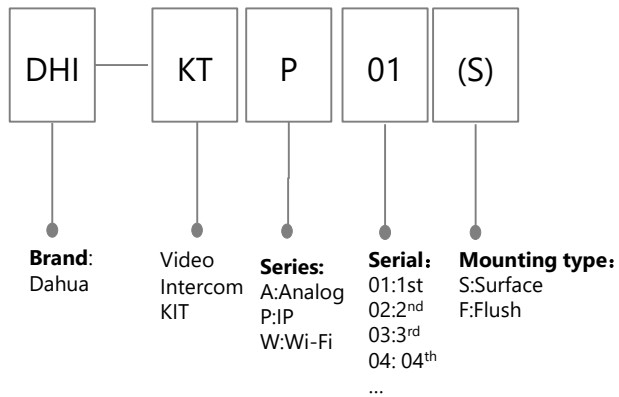 DHI KT P 01 (S)
Brand:
Dahua
Video
Intercom
KIT
Series:
A:Analog
P:IP
W:Wi-Fi
Serial：
01:1st
02:2nd
03:3rd
04: 04th
...
Mounting type：
S:Surface
F:Flush